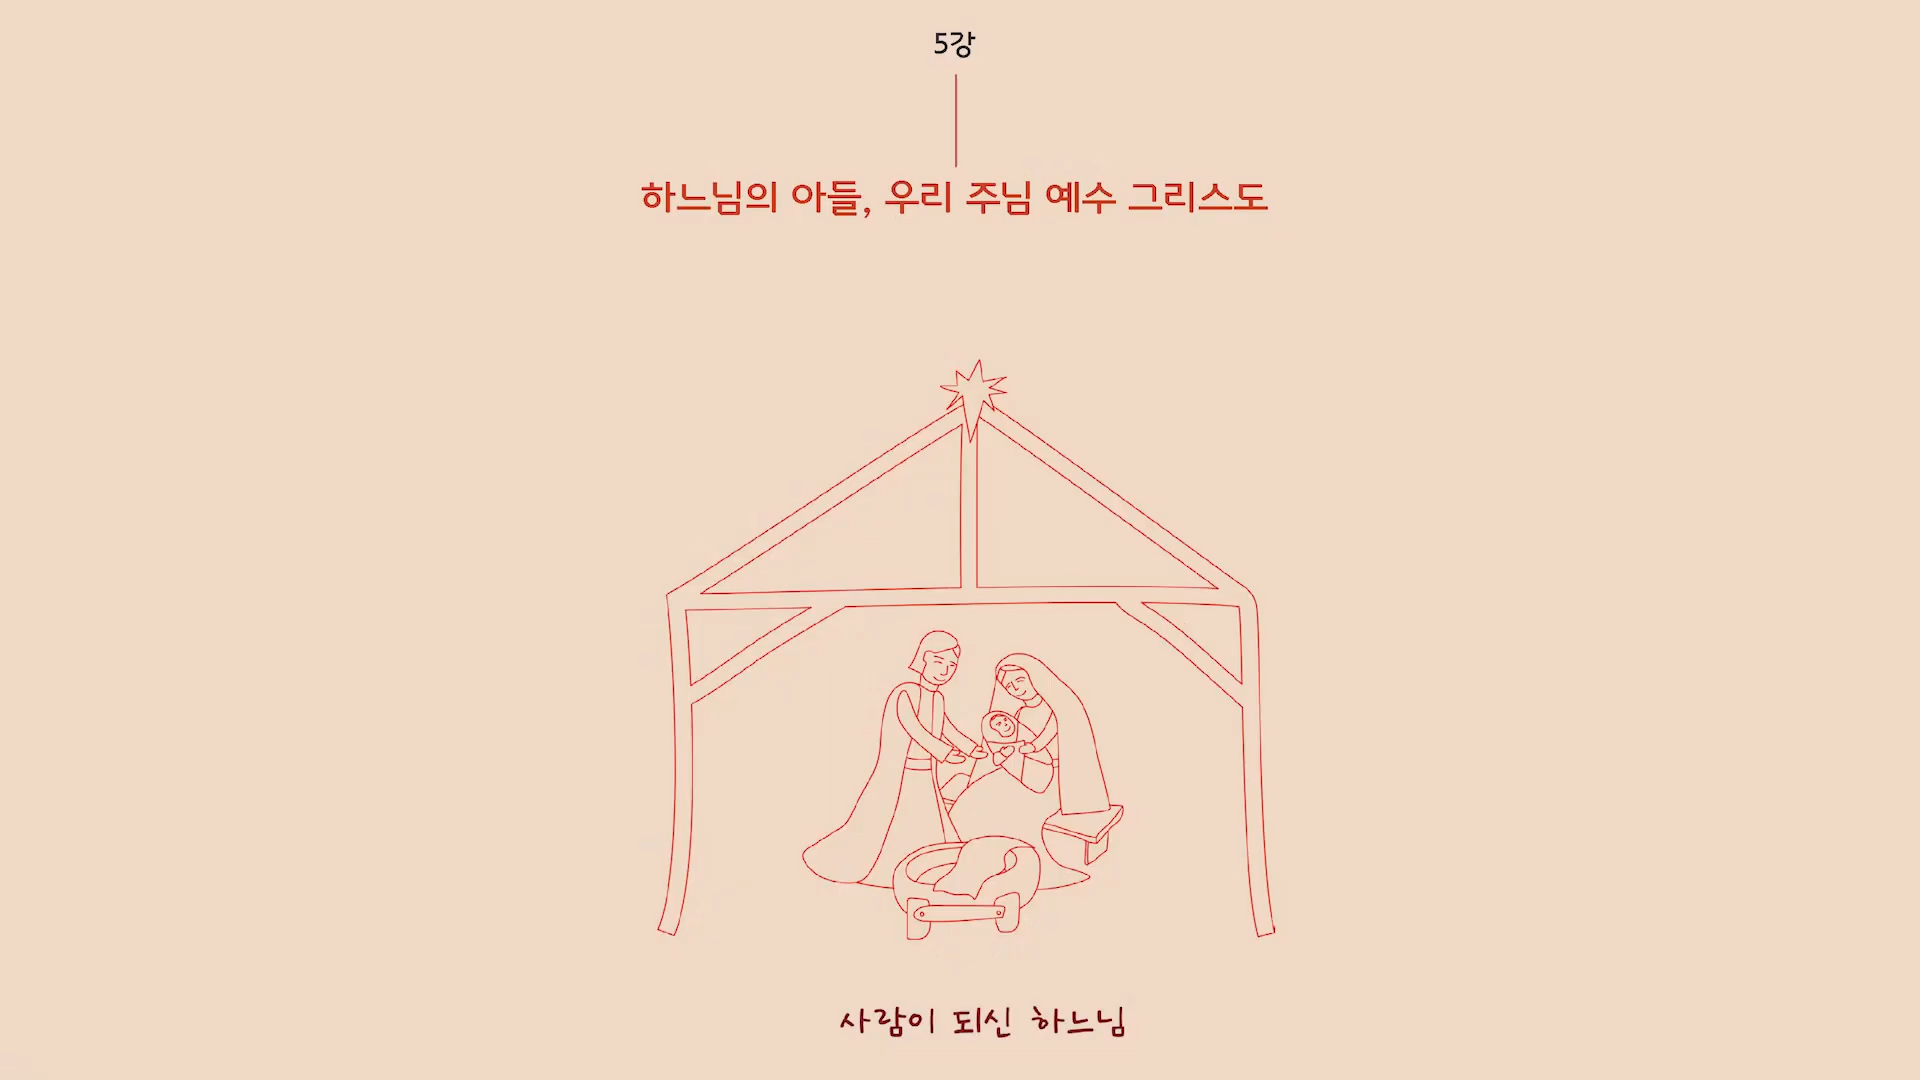 5강
하느님의 아들, 우리 주님 예수 그리스도
사람이 되신 하느님